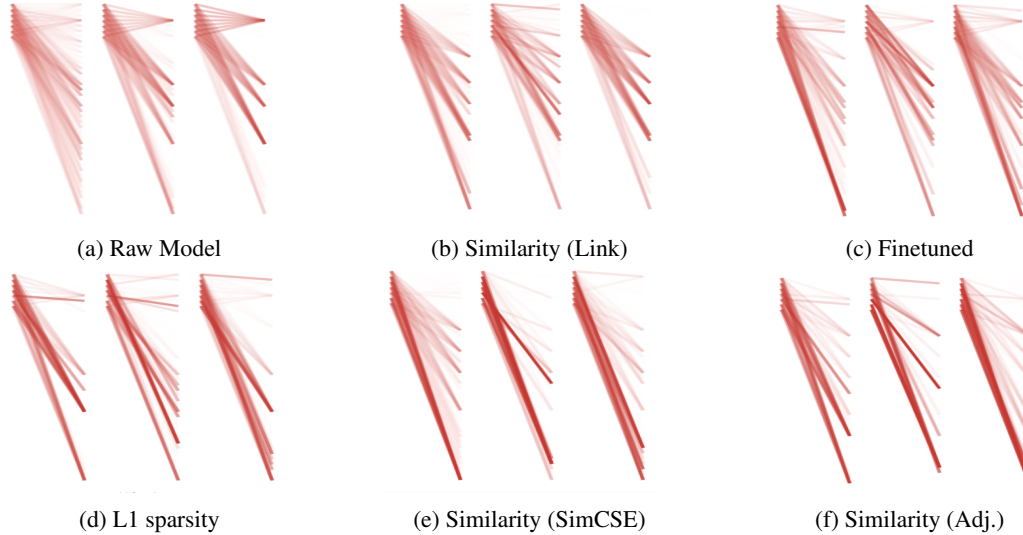 (a) Raw Model
(b) Similarity (Link)
(c) Finetuned
(d) L1 sparsity
(e) Similarity (SimCSE)
(f) Similarity (Adj.)